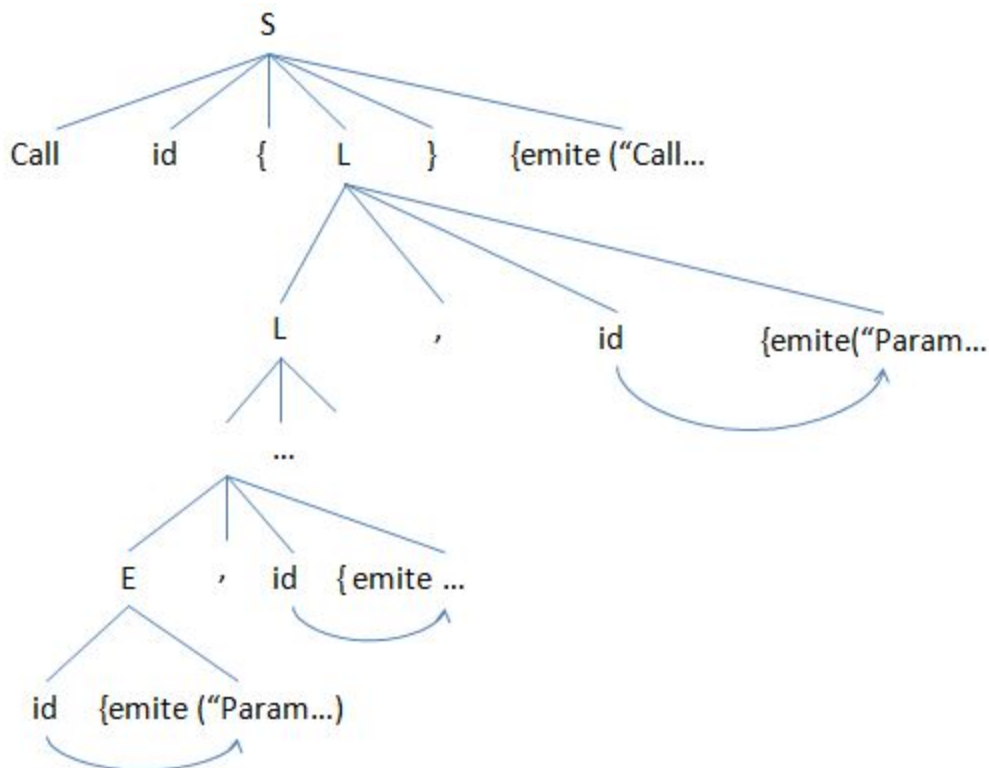 S
Call id { L } {emite (“Call...
L , id {emite(“Param...
...
E , id { emite ...
id {emite (“Param...)